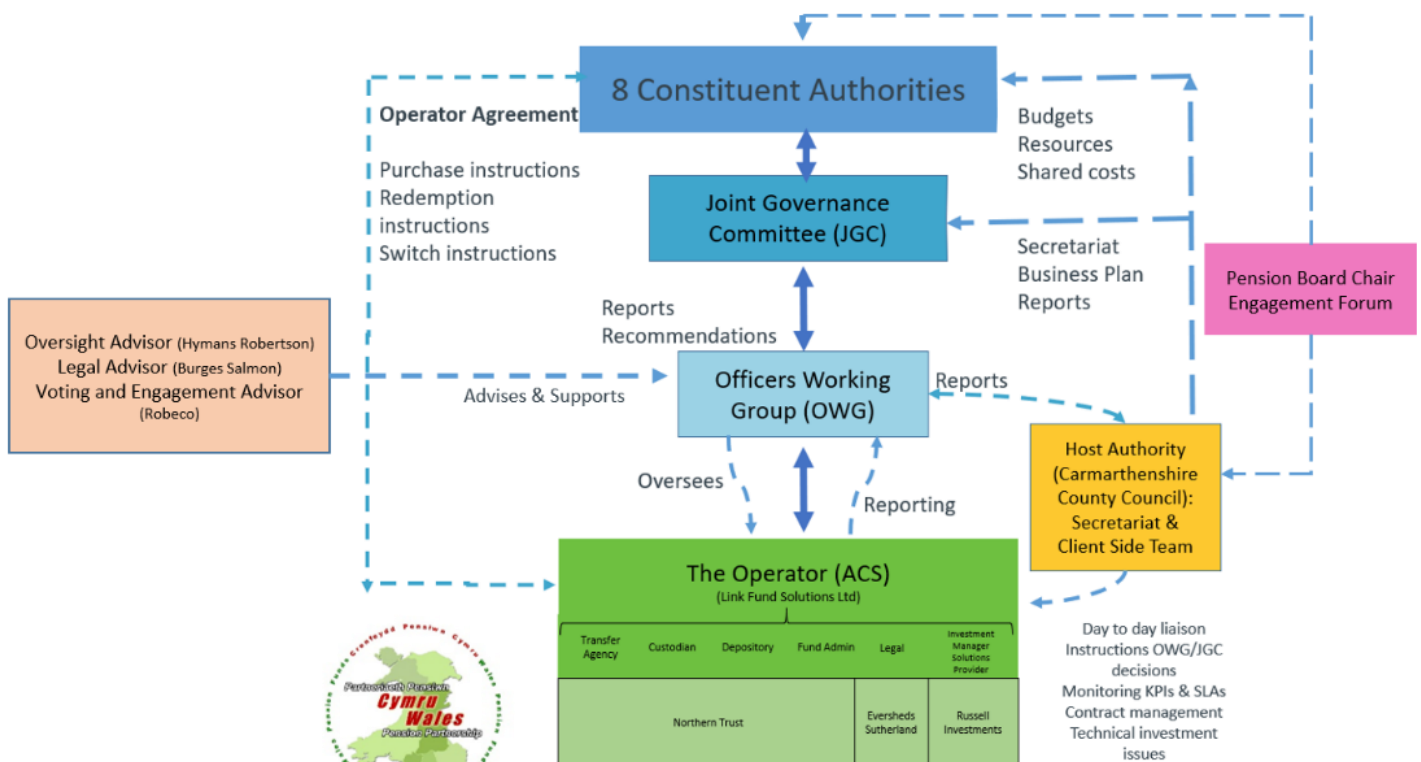 8 Constituent Authorities
Operator Agreement
Purchase instructions
Redemption
instructions
Switch instructions
Budgets
Resources
Shared costs
Joint Governance
Committee (JGC)
Secretariat
Business Plan
Reports
Pension Board Chair
Engagement Forum
Reports
Recommendations
Oversight Advisor (Hymans Robertson)
Legal Advisor (Burges Salmon)
Voting and Engagement Advisor
(Robeco)
Advises & Supports
Officers Working
Group (OWG)
Reports
Host Authority
(Carmarthenshire
County Council):
Secretariat &
Client Side Team
Oversees
Reporting
The Operator (ACS)
(Link Fund Solutions Ltd)
Transfer
Agency
Custodian
Depository
Fund Admin
Legal
Investment
Manager
Solutions
Provider
Northern Trust
Eversheds
Sutherland
Russell
Investments
Day to day liaison
Instructions OWG/JGC
decisions
Monitoring KPIs & SLAs
Contract management
Technical investment
issues
Partneriaeth Pensiwn
Cymru
Wales
Pension Partnership